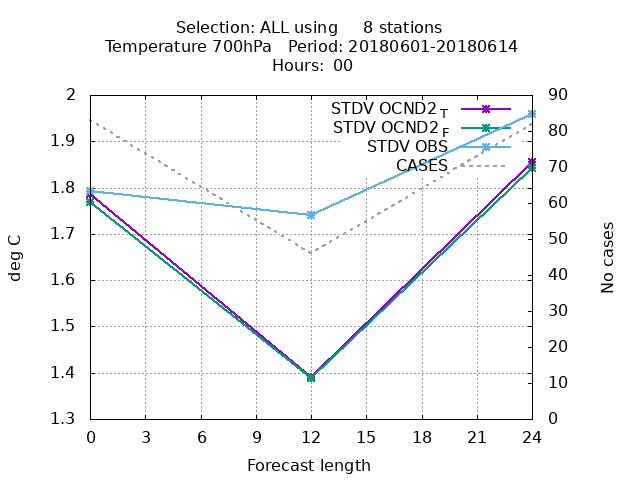 Selection: ALL using     8 stations
Temperature 700hPa   Period: 20180601-20180614
Hours:  00
STDV OCND2 T
STDV OCND2 F
STDV OBS
CASES
2
1.9
1.8
1.7
1.6
1.5
1.4
1.3
90
80
70
60
50
40
30
20
10
0
deg C
No cases
0 3 6 9 12 15 18 21 24
Forecast length